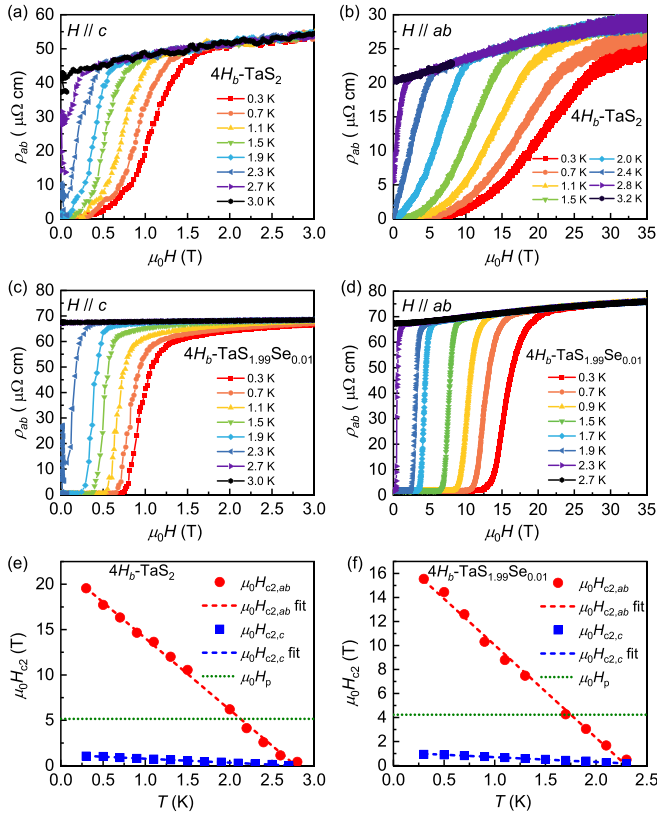 (a)
H // c
4Hb-TaS2
0.3 K
0.7 K
1.1 K
1.5 K
1.9 K
2.3 K
2.7 K
3.0 K
60
50
40
30
20
10
0
ρab ( μΩ cm)
0.0 0.5 1.0 1.5 2.0 2.5 3.0
μ0H (T)
(b)
H // ab
4Hb-TaS2
0.3 K 2.0 K
0.7 K 2.4 K
1.1 K 2.8 K
1.5 K 3.2 K
30
25
20
15
10
5
0
ρab ( μΩ cm)
0 5 10 15 20 25 30 35
μ0H (T)
(c)
H // c
4Hb-TaS1.99Se0.01
0.3 K
0.7 K
1.1 K
1.5 K
1.9 K
2.3 K
2.7 K
3.0 K
80
70
60
50
40
30
20
10
0
ρab ( μΩ cm)
0.0 0.5 1.0 1.5 2.0 2.5 3.0
μ0H (T)
(d)
H // ab
4Hb-TaS1.99Se0.01
0.3 K
0.7 K
0.9 K
1.5 K
1.7 K
1.9 K
2.3 K
2.7 K
80
70
60
50
40
30
20
10
0
ρab ( μΩ cm)
0 5 10 15 20 25 30 35
μ0H (T)
(e)
4Hb-TaS2
μ0Hc2,ab
μ0Hc2,ab fit
μ0Hc2,c
μ0Hc2,c fit
μ0Hp
20
15
10
5
0
μ0Hc2 (T)
0.0 0.5 1.0 1.5 2.0 2.5 3.0
T (K)
(f)
4Hb-TaS1.99Se0.01
μ0Hc2,ab
μ0Hc2,ab fit
μ0Hc2,c
μ0Hc2,c fit
μ0Hp
16
14
12
10
8
6
4
2
0
μ0Hc2 (T)
0.0 0.5 1.0 1.5 2.0 2.5
T (K)